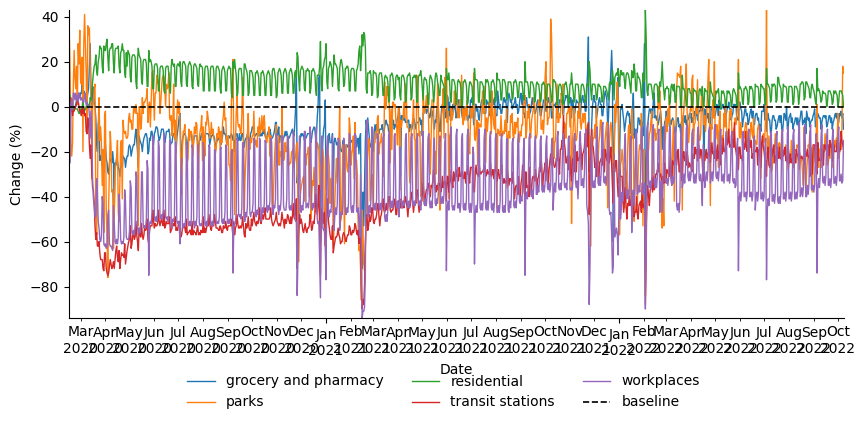 40
20
0
−20
−40
−60
−80
Change (%)
Mar Apr May Jun Jul Aug Sep Oct Nov Dec Jan Feb Mar Apr May Jun Jul Aug Sep Oct Nov Dec Jan Feb Mar Apr May Jun Jul Aug Sep Oct
2020 2020 2020 2020 2020 2020 2020 2020 2020 2020 2021 2021 2021 2021 2021 2021 2021 2021 2021 2021 2021 2021 2022 2022 2022 2022 2022 2022 2022 2022 2022 2022
Date
grocery and pharmacy residential workplaces
parks transit stations baseline